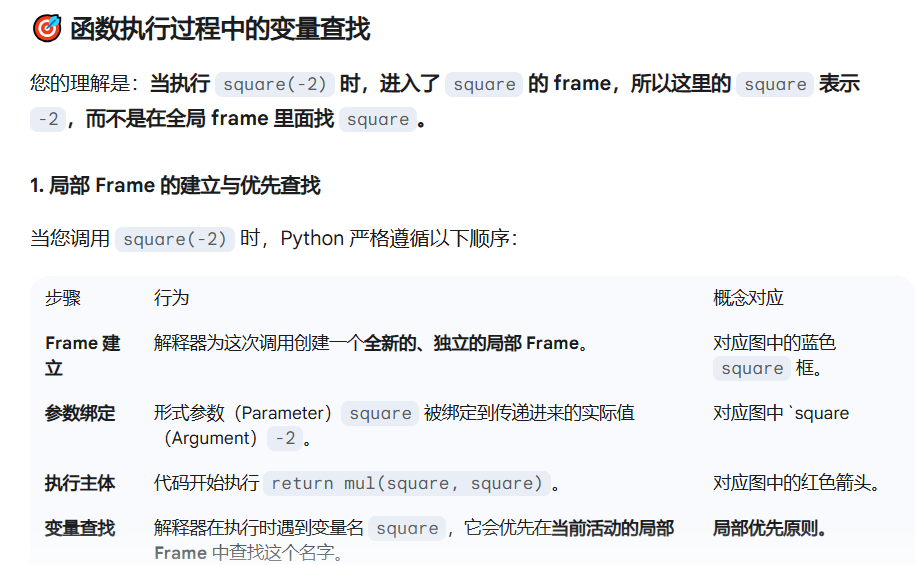 🎯 函数执行过程中的变量查找
您的理解是：当执行 square(-2) 时，进入了 square 的 frame，所以这里的 square 表示
-2 ，而不是在全局 frame 里面找 square 。
1. 局部 Frame 的建立与优先查找
当您调用 square(-2) 时，Python 严格遵循以下顺序：
步骤 行为 概念对应
Frame 建 解释器为这次调用创建一个全新的、独立的局部 Frame。 对应图中的蓝色
立 square 框。
参数绑定 形式参数（Parameter） square 被绑定到传递进来的实际值 对应图中 `square
（Argument） -2 。
执行主体 代码开始执行 return mul(square, square) 。 对应图中的红色箭头。
变量查找 解释器在执行时遇到变量名 square ，它会优先在当前活动的局部 局部优先原则。
Frame 中查找这个名字。